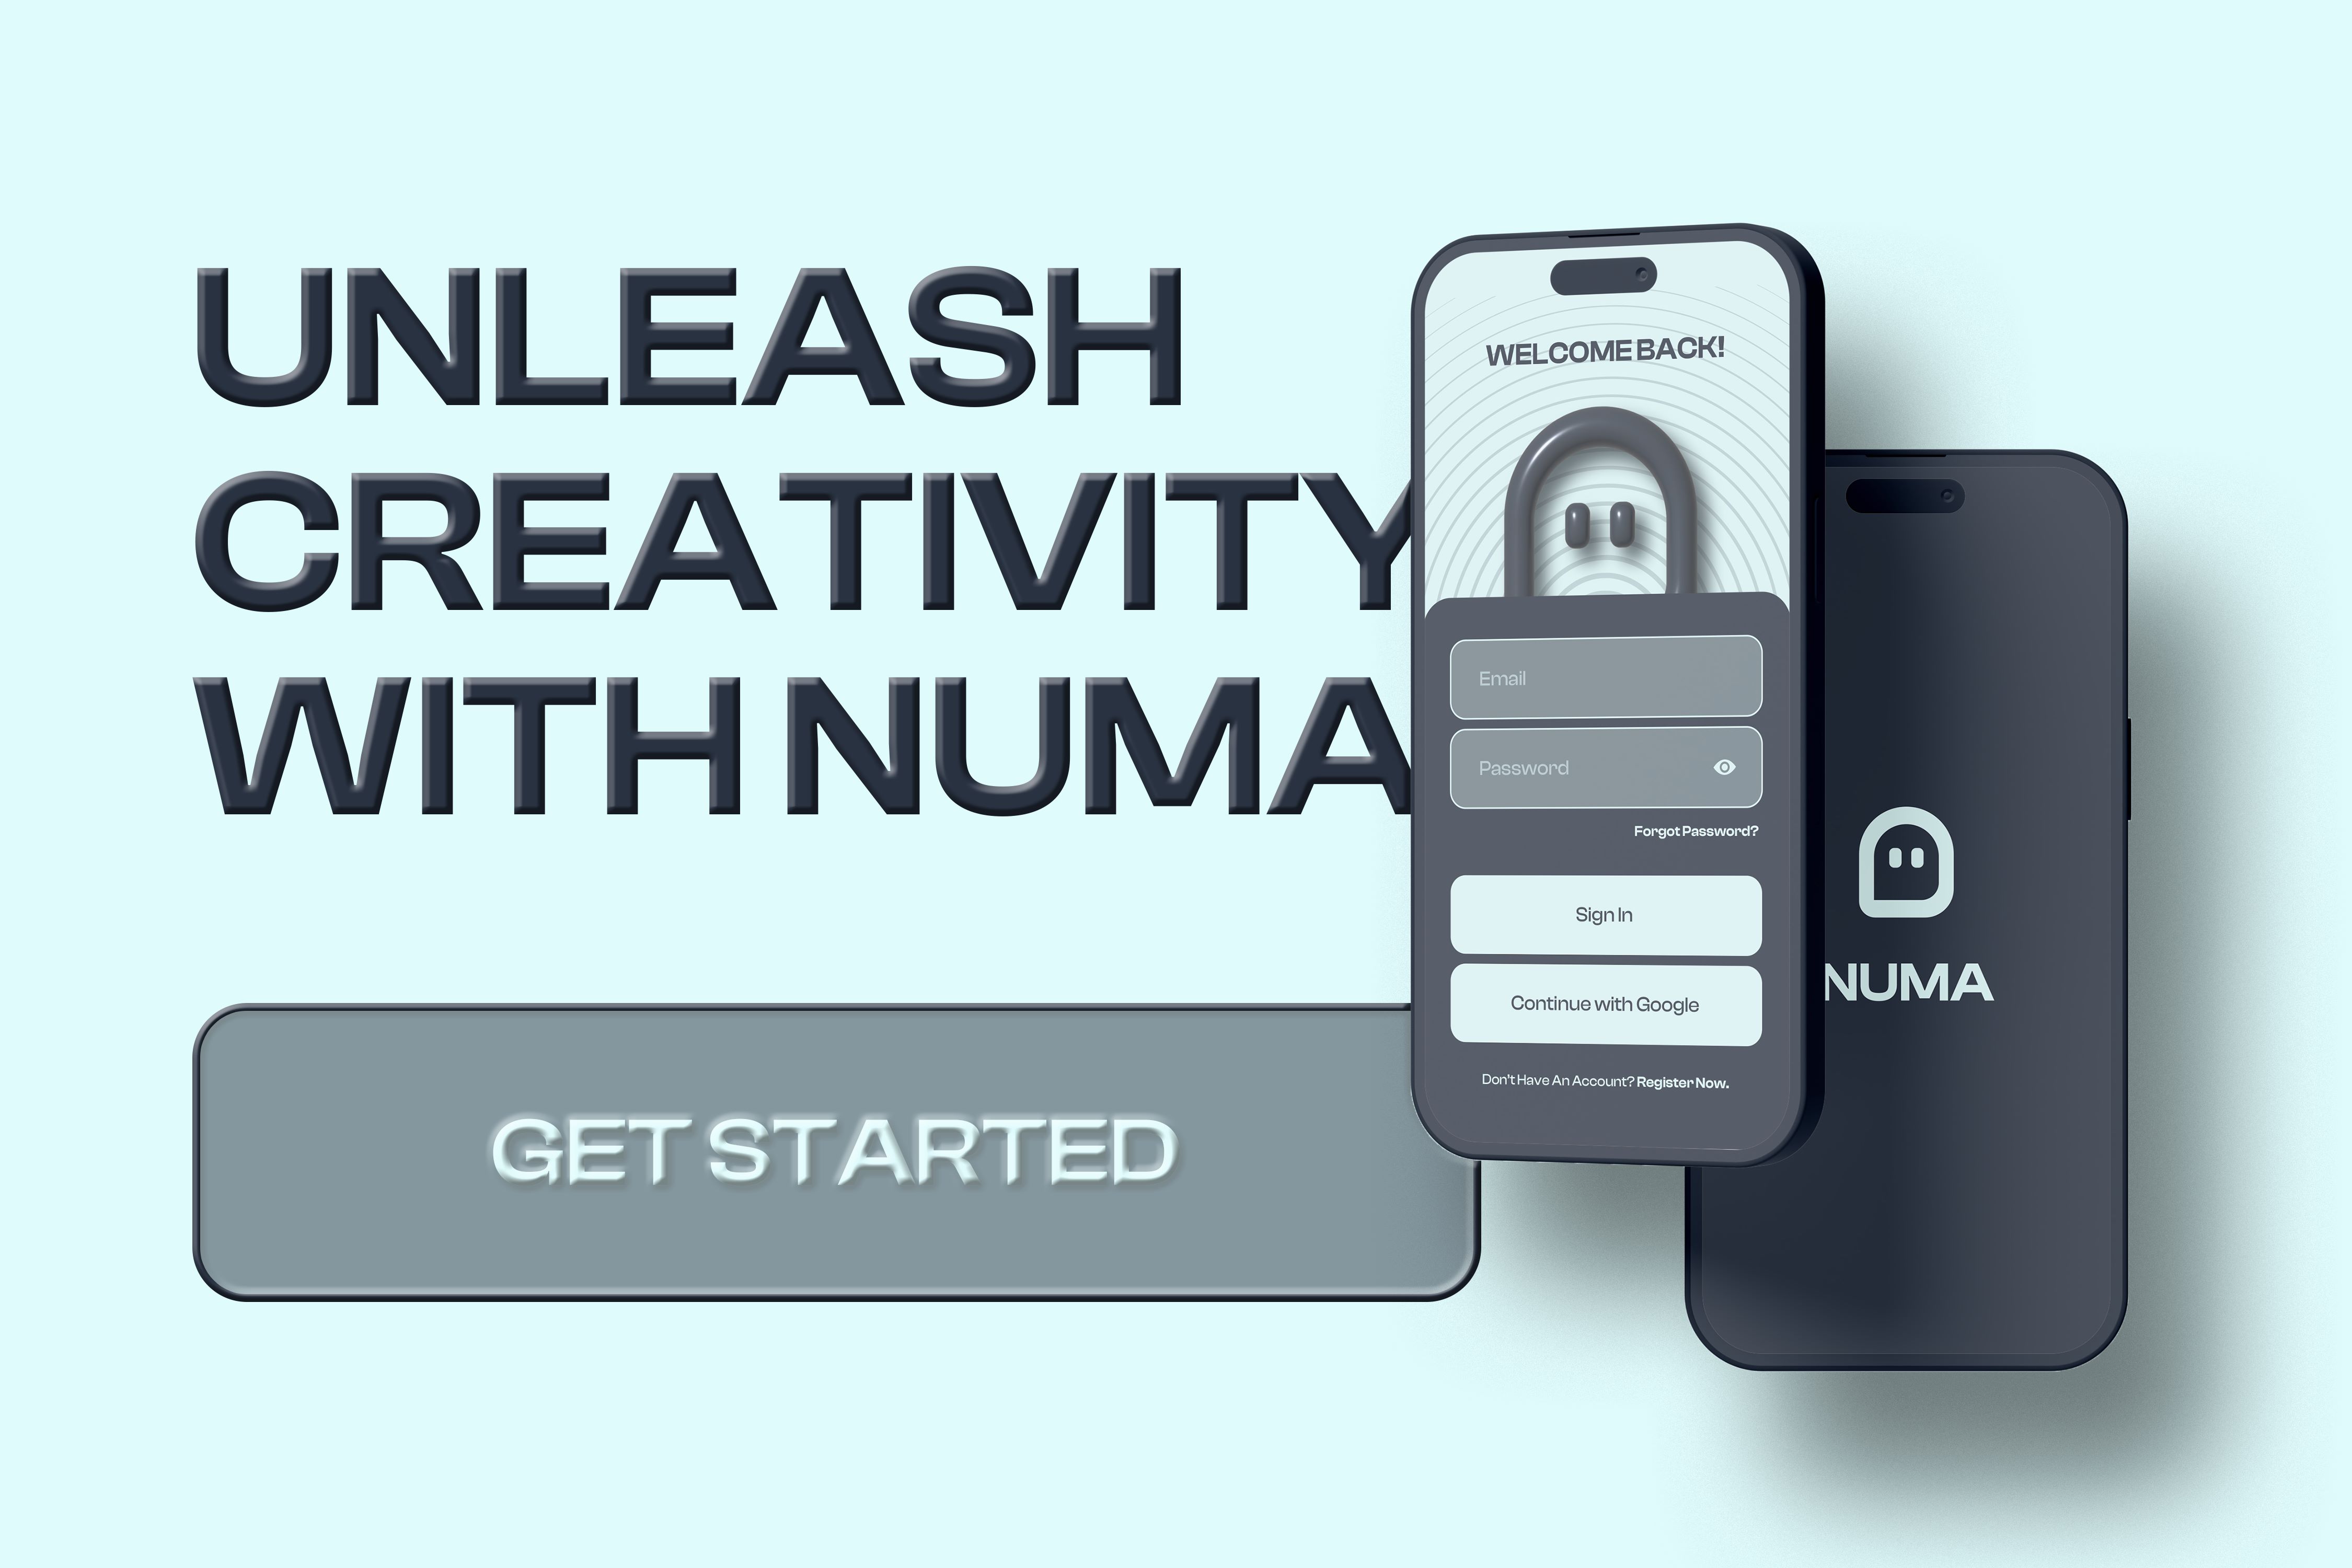 UNLEASH
CREATIVITY
WITH NUMA
GET STARTED
WELCOME BACK!
Email
Password
Forgot Password?
Sign In
Continue with Google
Don't Have An Account? Register Now.
NUMA